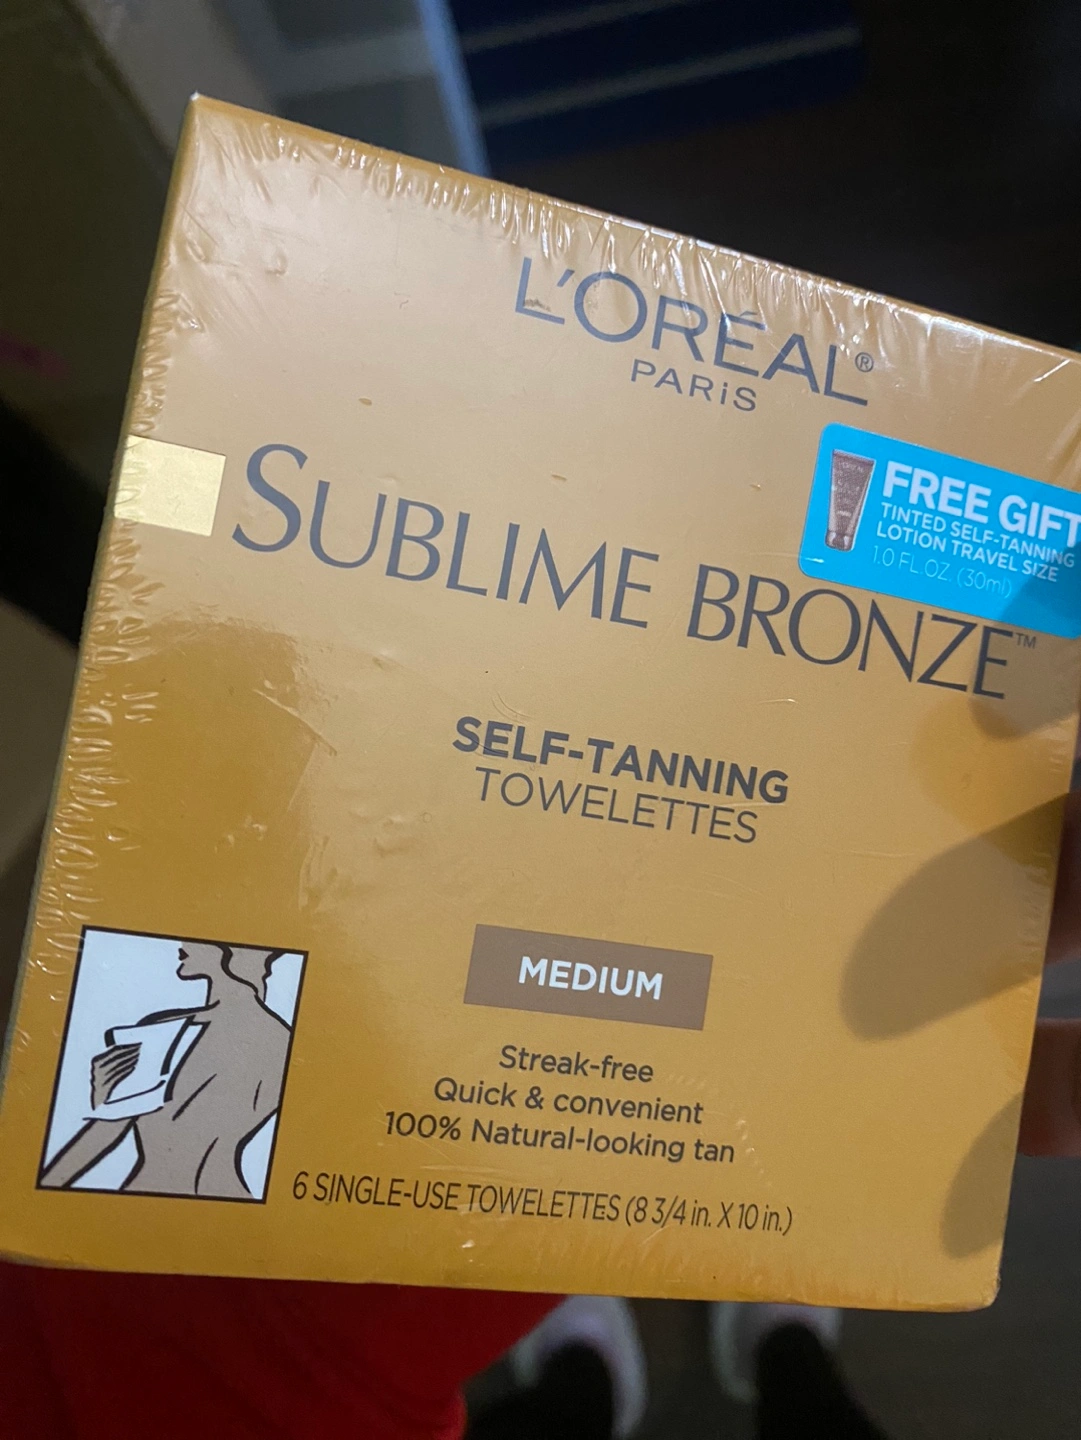 L'ORÉAL®
PARiS
FREE GIFT
TINTED SELF-TANNING
LOTION TRAVEL SIZE
1.0 FL.OZ. (30ml)
SUBLIME BRONZE™
SELF-TANNING
TOWELETTES
MEDIUM
Streak-free
Quick & convenient
100% Natural-looking tan
6 SINGLE-USE TOWELETTES (8 3/4 in. X 10 in.)